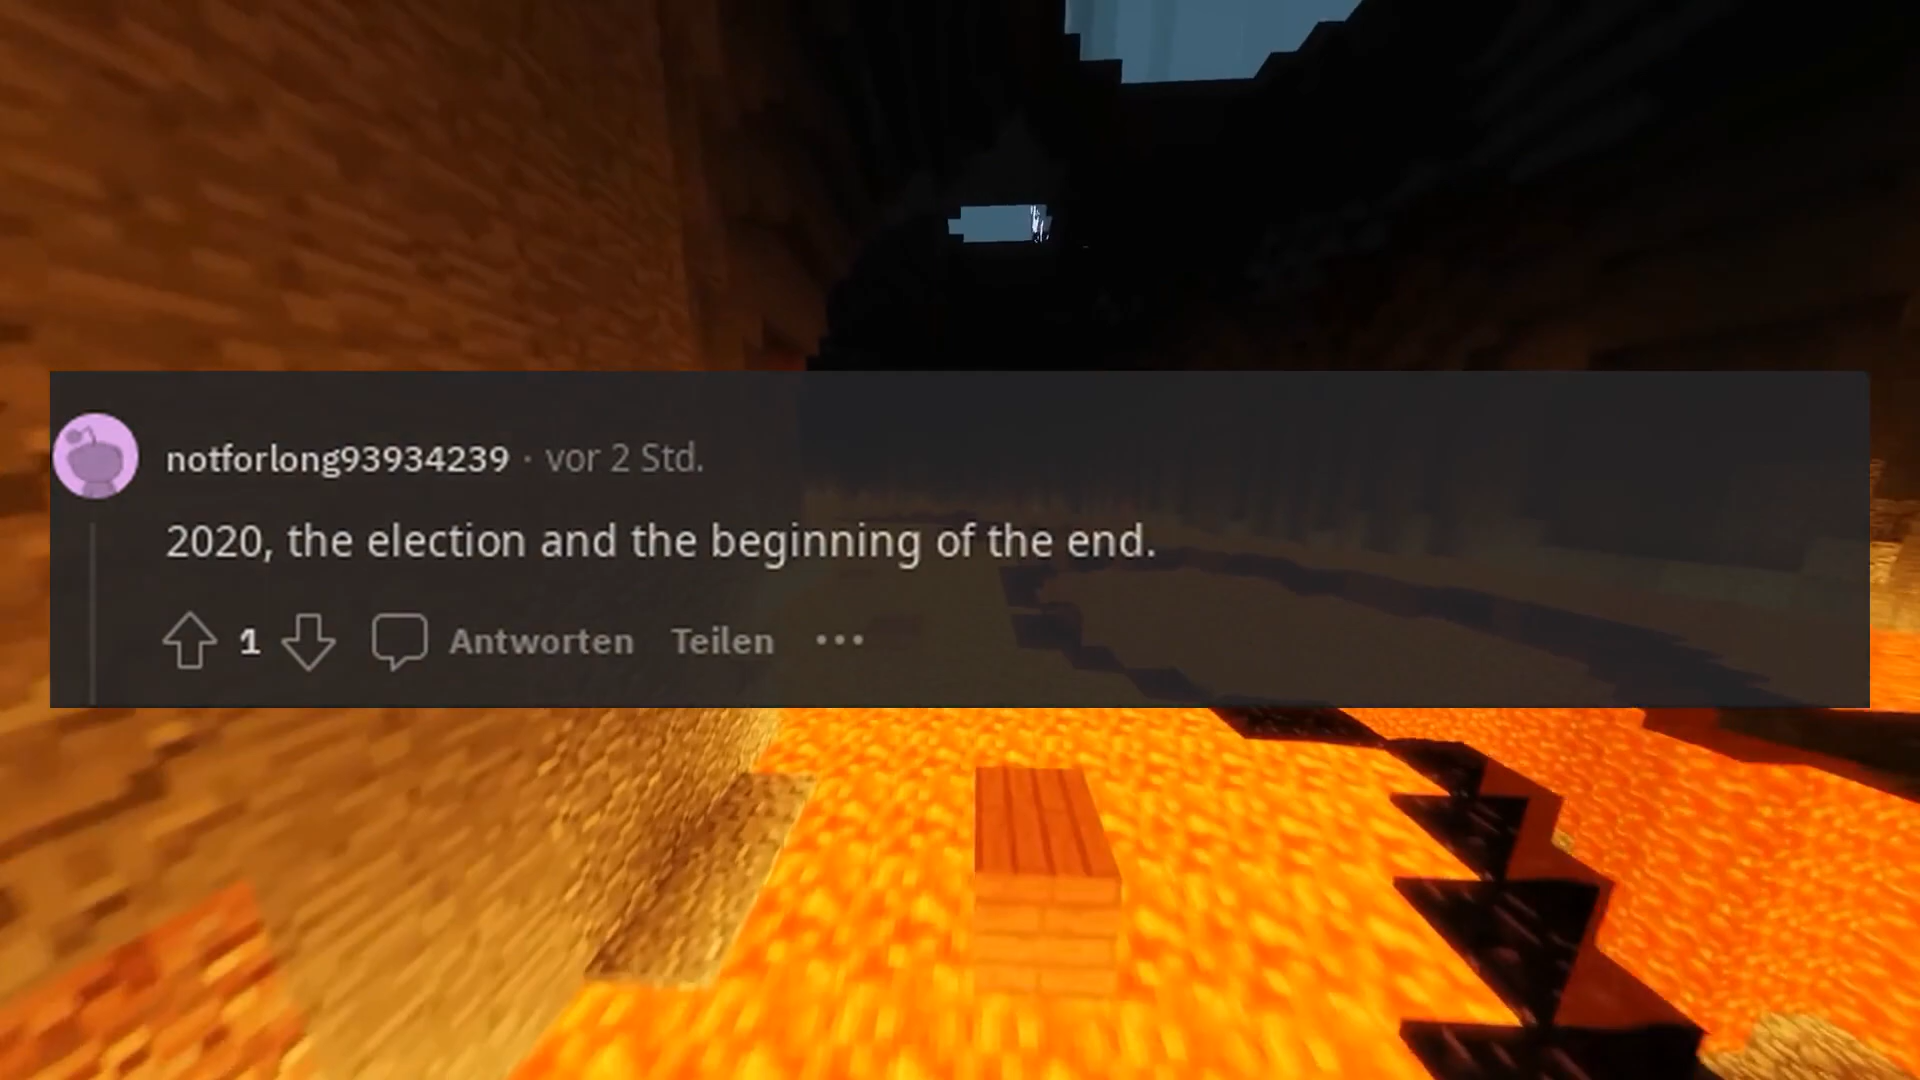 notforlong93934239 · vor 2 Std.
2020, the election and the beginning of the end.
1 Antworten Teilen ...